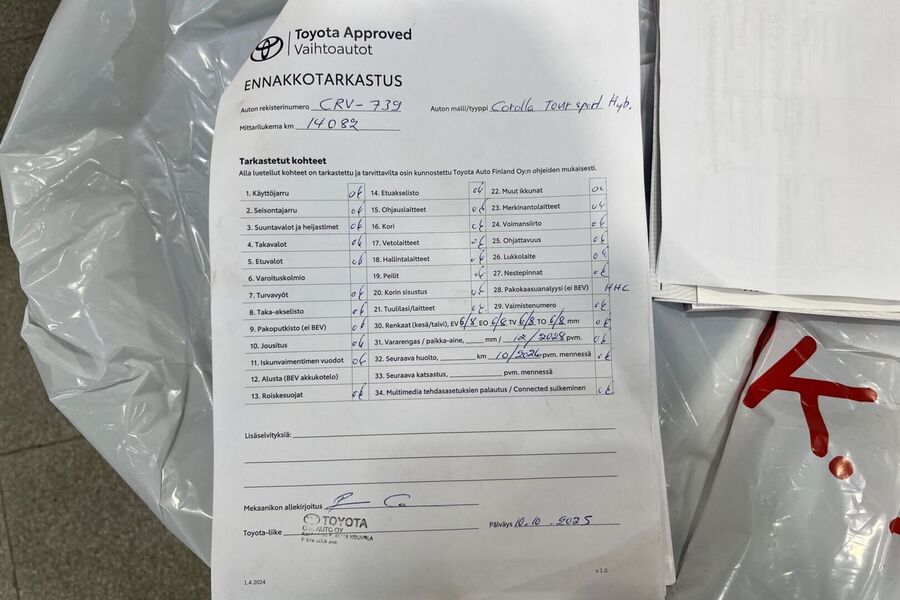 Toyota Approved
Vaihtoautot
ENNAKKOTARKASTUS
Auton rekisterinumero CRV-739 Auton malli/tyyppi Corolla Tour sport Hyb.
Mittarilukema km 14082
Tarkastetut kohteet
Alla luetellut kohteet on tarkastettu ja tarvittavilta osin kunnostettu Toyota Auto Finland Oy:n ohjeiden mukaisesti.
1. Käyttöjarru ok 14. Etuakselisto ok 22. Muut ikkunat ok
2. Seisontajarru ok 15. Ohjauslaitteet ok 23. Merkinantolaitteet ok
3. Suuntavalot ja heijastimet ok 16. Kori ok 24. Voimansiirto ok
4. Takavalot ok 17. Vetolaitteet ok 25. Ohjattavuus ok
5. Etuvalot ok 18. Hallintalaitteet ok 26. Lukkolaite ok
6. Varoituskolmio 19. Peilit ok 27. Nestepinnat ok
7. Turvavyöt ok 20. Korin sisustus ok 28. Pakokaasuanalyysi (ei BEV) HHC
8. Taka-akselisto ok 21. Tuulilasi/laitteet ok 29. Valmistenumero ok
9. Pakoputkisto (ei BEV) ok 30. Renkaat (kesä/talvi), EV 6/8 EO 6/8 TV 6/8 TO 6/8 mm ok
10. Jousitus ok 31. Vararengas / paikka-aine, mm / 12/2028 pvm. ok
11. Iskunvaimentimien vuodot ok 32. Seuraava huolto, km 10/2026 pvm. mennessä ok
12. Alusta (BEV akkukotelo) 33. Seuraava katsastus, pvm. mennessä
13. Roiskesuojat ok 34. Multimedia tehdasasetuksien palautus / Connected sulkeminen ok
Lisäselvityksiä:
Mekaanikon allekirjoitus
Toyota-liike TOYOTA Päiväys 10.10.2025
AUTO OY
KOUVOLA
1.4.2024 v 1.0
K.